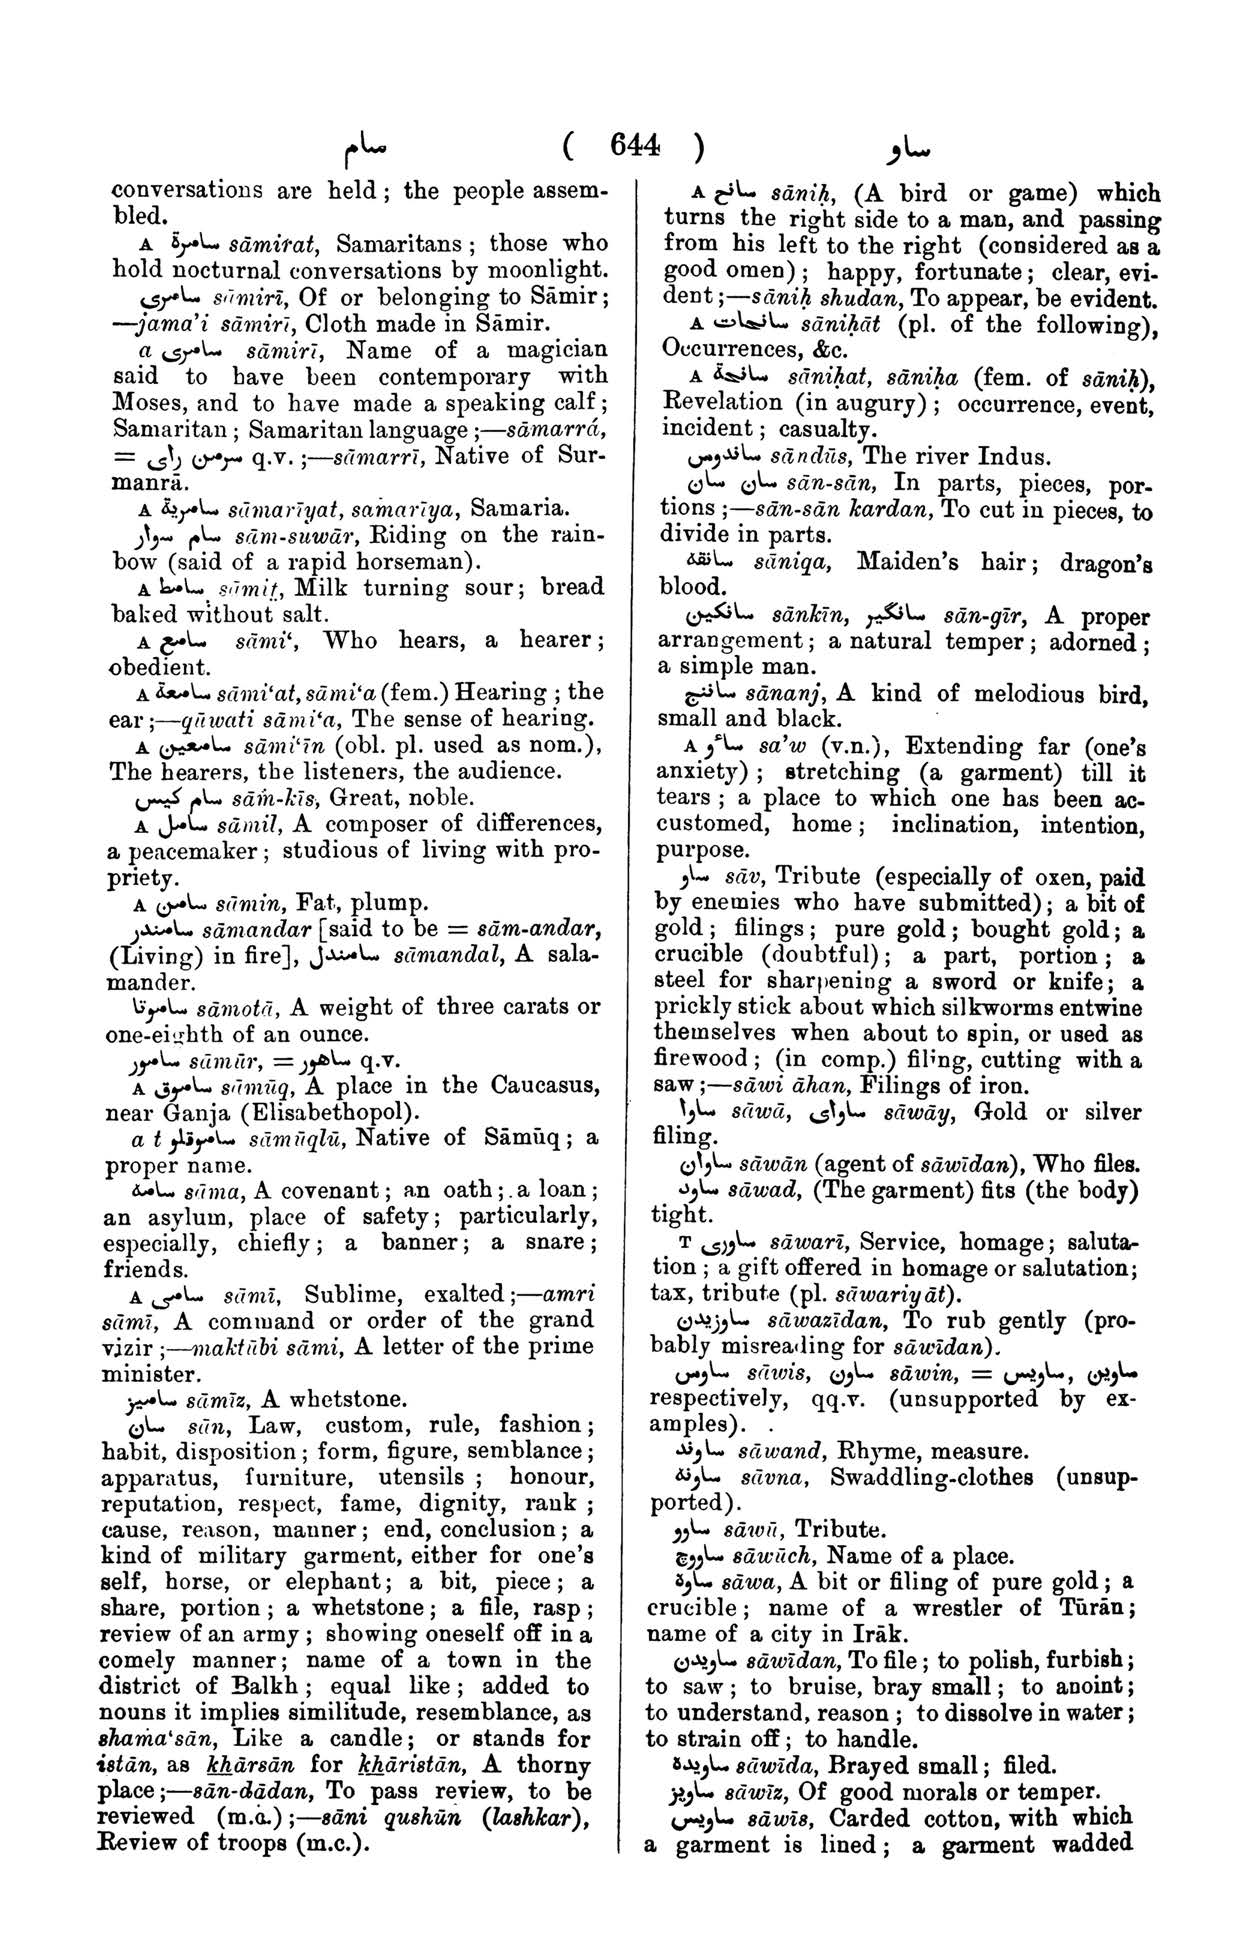 سام ( 644 ) ساو
conversations are held ; the people assem-
bled.
A سامرة sāmirat, Samaritans ; those who
hold nocturnal conversations by moonlight.
سامری sāmirī, Of or belonging to Sāmir ;
—jama'i sāmirī, Cloth made in Sāmir.
a سامری sāmirī, Name of a magician
said to have been contemporary with
Moses, and to have made a speaking calf ;
Samaritan ; Samaritan language ;—sāmarrá,
= سرمن رای q.v. ;—sāmarrī, Native of Sur-
manrā.
A سامریة sāmarīyat, samarīya, Samaria.
سام سوار sām-suwār, Riding on the rain-
bow (said of a rapid horseman).
A سامط sāmit̤, Milk turning sour ; bread
baked without salt.
A سامع sāmi‘, Who hears, a hearer ;
obedient.
A سامعة sāmi‘at, sāmi‘a (fem.) Hearing ; the
ear ;—qūwati sāmi‘a, The sense of hearing.
A سامعین sāmi‘īn (obl. pl. used as nom.),
The hearers, the listeners, the audience.
سام کیس sām-kīs, Great, noble.
A سامل sāmil, A composer of differences,
a peacemaker ; studious of living with pro-
priety.
A سامن sāmin, Fat, plump.
سامندر sāmandar [said to be = sām-andar,
(Living) in fire], سامندل sāmandal, A sala-
mander.
ساموتا sāmotā, A weight of three carats or
one-eighth of an ounce.
سامور sāmūr, = ساهور q.v.
A ساموق sāmūq, A place in the Caucasus,
near Ganja (Elisabethopol).
a t ساموقلو sāmūqlū, Native of Sāmūq ; a
proper name.
سامه sāma, A covenant ; an oath ; a loan ;
an asylum, place of safety ; particularly,
especially, chiefly ; a banner ; a snare ;
friends.
A سامی sāmī, Sublime, exalted ;—amri
sāmī, A command or order of the grand
vizir ;—maktūbi sāmi, A letter of the prime
minister.
سامیز sāmīz, A whetstone.
سان sān, Law, custom, rule, fashion ;
habit, disposition ; form, figure, semblance ;
apparatus, furniture, utensils ; honour,
reputation, respect, fame, dignity, rank ;
cause, reason, manner ; end, conclusion ; a
kind of military garment, either for one's
self, horse, or elephant ; a bit, piece ; a
share, portion ; a whetstone ; a file, rasp ;
review of an army ; showing oneself off in a
comely manner ; name of a town in the
district of Balkh ; equal like ; added to
nouns it implies similitude, resemblance, as
shama‘sān, Like a candle ; or stands for
istān, as khārsān for khāristān, A thorny
place ;—sān-dādan, To pass review, to be
reviewed (m.c.) ;—sāni qushūn (lashkar),
Review of troops (m.c.).
A سانح sāniḥ, (A bird or game) which
turns the right side to a man, and passing
from his left to the right (considered as a
good omen) ; happy, fortunate ; clear, evi-
dent ;—sāniḥ shudan, To appear, be evident.
A سانحات sāniḥāt (pl. of the following),
Occurrences, &c.
A سانحة sāniḥat, sāniḥa (fem. of sāniḥ),
Revelation (in augury) ; occurrence, event,
incident ; casualty.
ساندوس sāndūs, The river Indus.
سان سان sān-sān, In parts, pieces, por-
tions ;—sān-sān kardan, To cut in pieces, to
divide in parts.
سانقه sāniqa, Maiden's hair ; dragon's
blood.
سانکین sānkīn, سانگیر sān-gīr, A proper
arrangement ; a natural temper ; adorned ;
a simple man.
ساننج sānanj, A kind of melodious bird,
small and black.
A سأو sa'w (v.n.), Extending far (one's
anxiety) ; stretching (a garment) till it
tears ; a place to which one has been ac-
customed, home ; inclination, intention,
purpose.
ساو sāv, Tribute (especially of oxen, paid
by enemies who have submitted) ; a bit of
gold ; filings ; pure gold ; bought gold ; a
crucible (doubtful) ; a part, portion ; a
steel for sharpening a sword or knife ; a
prickly stick about which silkworms entwine
themselves when about to spin, or used as
firewood ; (in comp.) filing, cutting with a
saw ;—sāwi āhan, Filings of iron.
ساوا sāwā, ساوای sāwāy, Gold or silver
filing.
ساوان sāwān (agent of sāwīdan), Who files.
ساود sāwad, (The garment) fits (the body)
tight.
T ساوری sāwarī, Service, homage ; saluta-
tion ; a gift offered in homage or salutation ;
tax, tribute (pl. sāwariyāt).
ساوزیدن sāwazīdan, To rub gently (pro-
bably misreading for sāwīdan).
ساوس sāwis, ساون sāwin, = ساویس, ساوین
respectively, qq.v. (unsupported by ex-
amples).
ساوند sāwand, Rhyme, measure.
ساونه sāvna, Swaddling-clothes (unsup-
ported).
ساوو sāwū, Tribute.
ساووچ sāwūch, Name of a place.
ساوه sāwa, A bit or filing of pure gold ; a
crucible ; name of a wrestler of Tūrān ;
name of a city in Irāk.
ساویدن sāwīdan, To file ; to polish, furbish ;
to saw ; to bruise, bray small ; to anoint ;
to understand, reason ; to dissolve in water ;
to strain off ; to handle.
ساویده sāwīda, Brayed small ; filed.
ساویز sāwīz, Of good morals or temper.
ساویس sāwīs, Carded cotton, with which
a garment is lined ; a garment wadded